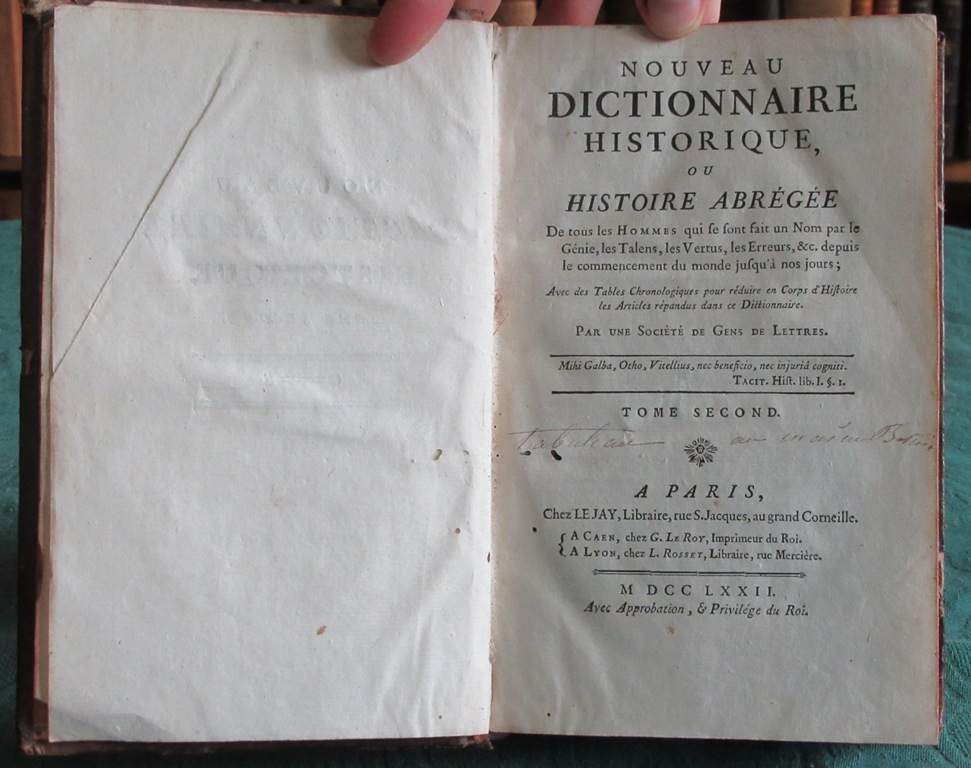 NOUVEAU
DICTIONNAIRE
HISTORIQUE,
OU
HISTOIRE ABRÉGÉE
De tous les HOMMES qui ſe ſont fait un Nom par le
Génie, les Talens, les Vertus, les Erreurs, &c. depuis
le commencement du monde juſqu'à nos jours;
Avec des Tables Chronologiques pour réduire en Corps d'Hiſtoire
les Articles répandus dans ce Dictionnaire.
PAR UNE SOCIÉTÉ DE GENS DE LETTRES.
Mihi Galba, Otho, Vitellius, nec beneficio, nec injuriâ cogniti.
TACIT. Hiſt. lib. I. §. 1.
TOME SECOND.
au
A PARIS,
Chez LE JAY, Libraire, rue S. Jacques, au grand Corneille.
A CAEN, chez G. LE ROY, Imprimeur du Roi.
A LYON, chez L. ROSSET, Libraire, rue Mercière.
M DCC LXXII.
Avec Approbation, & Privilége du Roi.